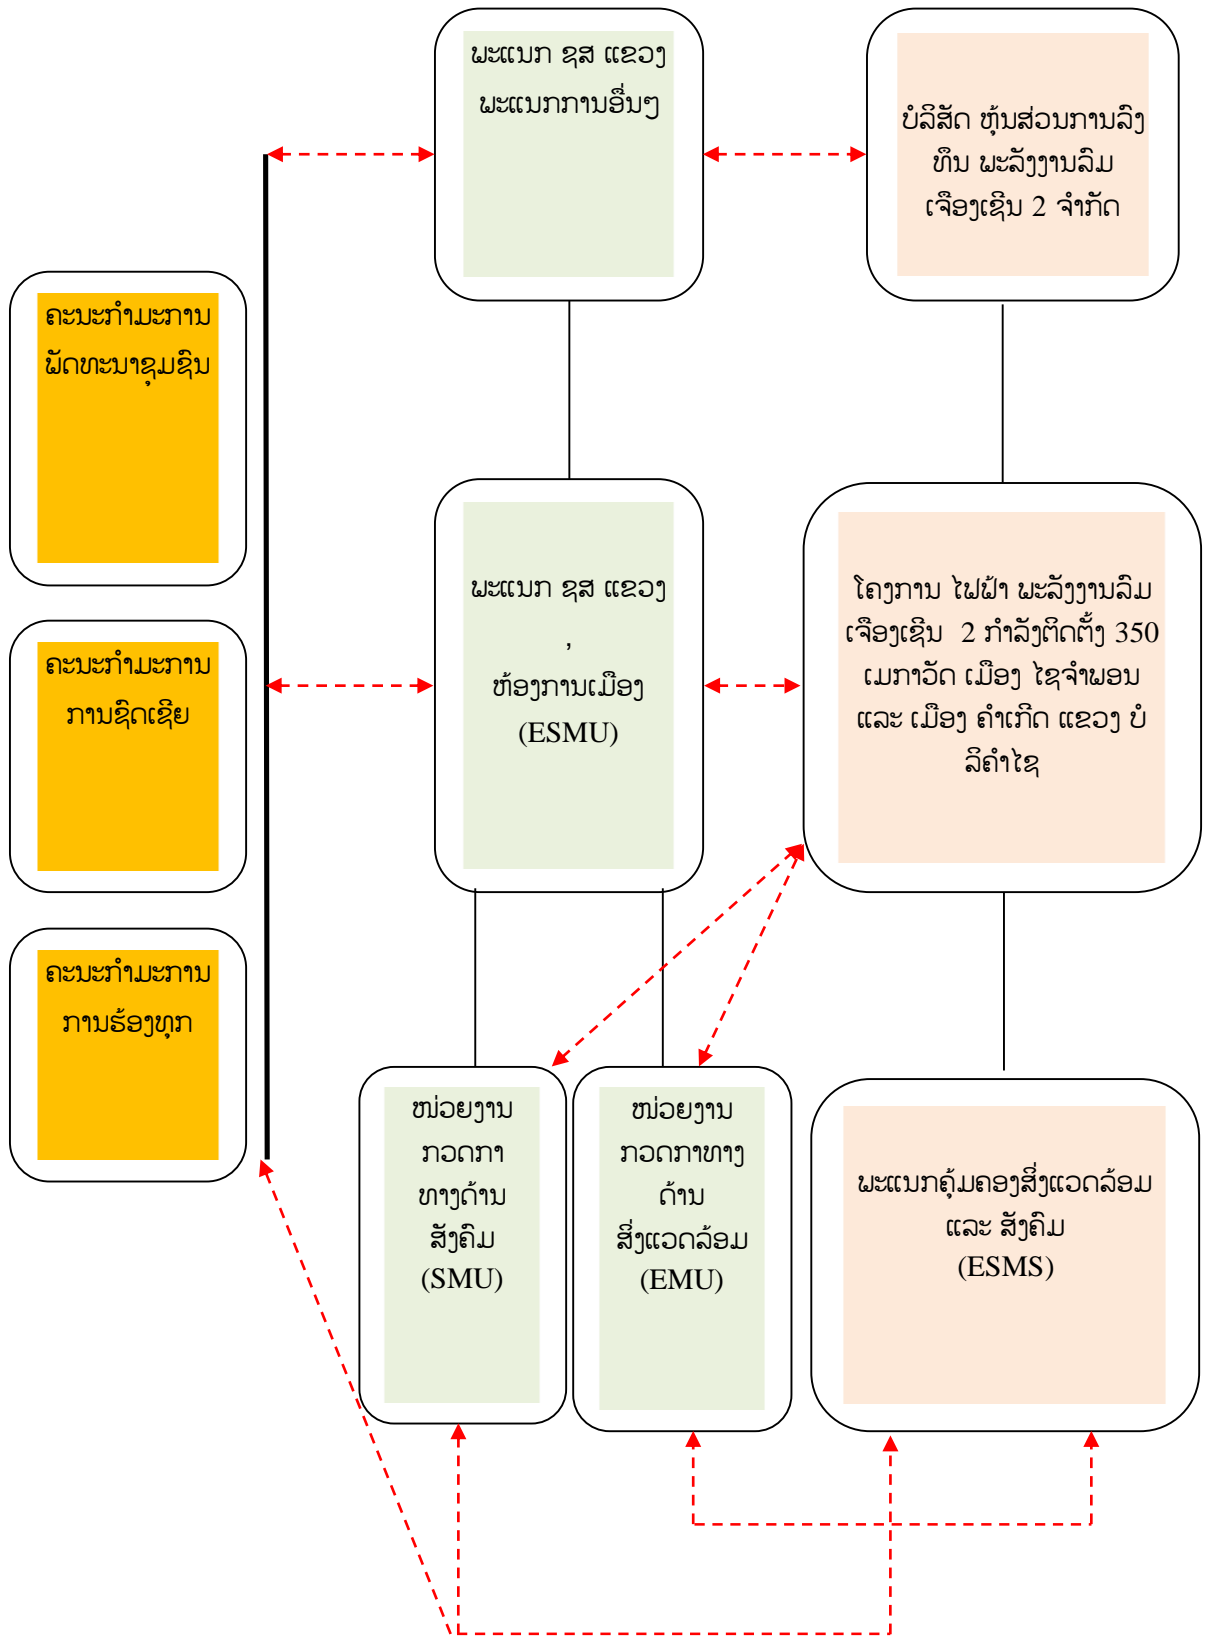 ພະແນກ ຊສ ແຂວງ
ພະແນກການອື່ນໆ
ບໍລິສັດ ຫຸ້ນສ່ວນການລົງ
ທຶນ ພະລັງງານລົມ
ເຈືອງເຊີນ 2 ຈຳກັດ
ຄະນະກຳມະການ
ພັດທະນາຊຸມຊົນ
ພະແນກ ຊສ ແຂວງ
,
ຫ້ອງການເມືອງ
(ESMU)
ໂຄງການ ໄຟຟ້າ ພະລັງງານລົມ
ເຈືອງເຊີນ 2 ກຳລັງຕິດຕັ້ງ 350
ເມກາວັດ ເມືອງ ໄຊຈຳພອນ
ແລະ ເມືອງ ຄຳເກີດ ແຂວງ ບໍ
ລິຄຳໄຊ
ຄະນະກຳມະການ
ການຊົດເຊີຍ
ຄະນະກຳມະການ
ການຮ້ອງທຸກ
ໜ່ວຍງານ
ກວດກາ
ທາງດ້ານ
ສັງຄົມ
(SMU)
ໜ່ວຍງານ
ກວດກາທາງ
ດ້ານ
ສິ່ງແວດລ້ອມ
(EMU)
ພະແນກຄຸ້ມຄອງສິ່ງແວດລ້ອມ
ແລະ ສັງຄົມ
(ESMS)